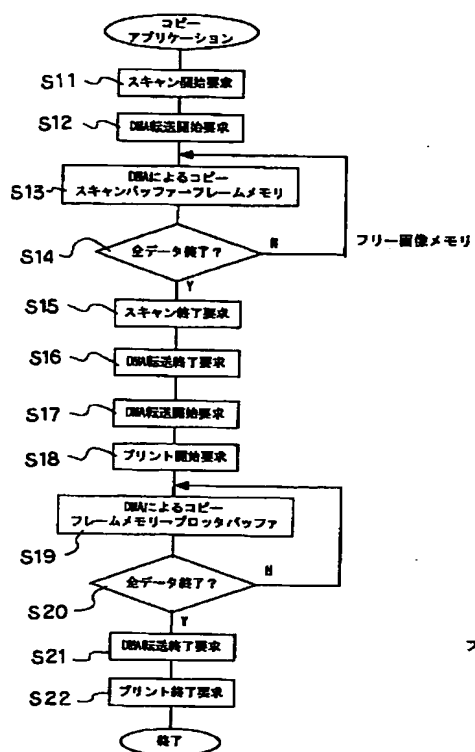 コピー
アプリケーション
S11
スキャン開始要求
S12
DMA転送開始要求
S13
DMAによるコピー
スキャンバッファ→フレームメモリ
S14
全データ終了?
N
フリー画像メモリ
Y
S15
スキャン終了要求
S16
DMA転送終了要求
S17
DMA転送開始要求
S18
プリント開始要求
S19
DMAによるコピー
フレームメモリ→プロッタバッファ
S20
全データ終了?
N
Y
S21
DMA転送終了要求
フ
S22
プリント終了要求
終了